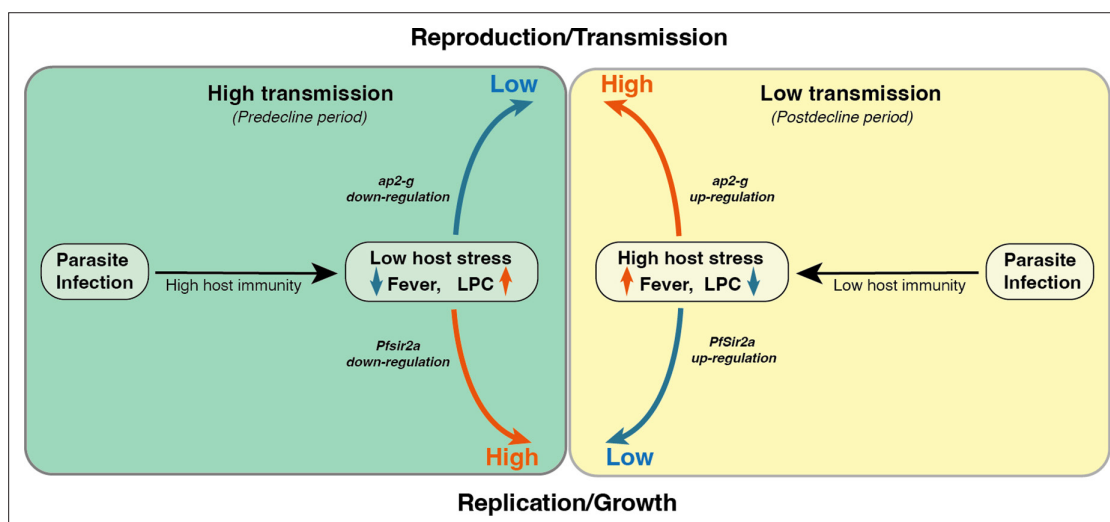 Reproduction/Transmission
High transmission
(Predecline period)
Low
ap2-g
down-regulation
Parasite
Infection
High host immunity
Low host stress
Fever, LPC
Pfsir2a
down-regulation
High
High
Low transmission
(Postdecline period)
ap2-g
up-regulation
High host stress
Fever, LPC
Low host immunity
Parasite
Infection
PfSir2a
up-regulation
Low
Replication/Growth